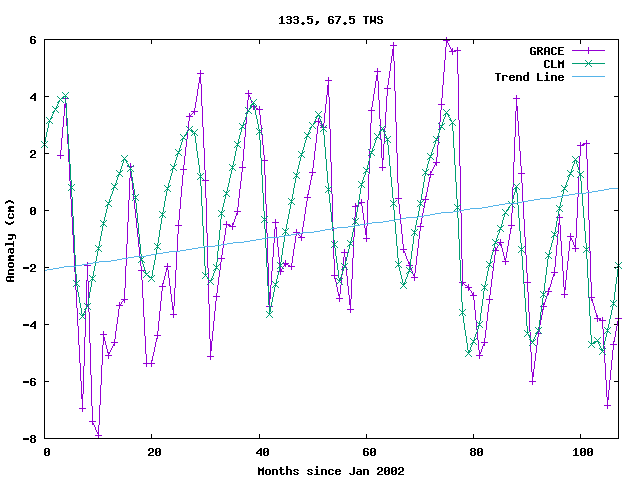 133.5, 67.5 TWS
GRACE
CLM
Trend Line
6
4
2
0
-2
-4
-6
-8
Anomaly (cm)
0 20 40 60 80 100
Months since Jan 2002